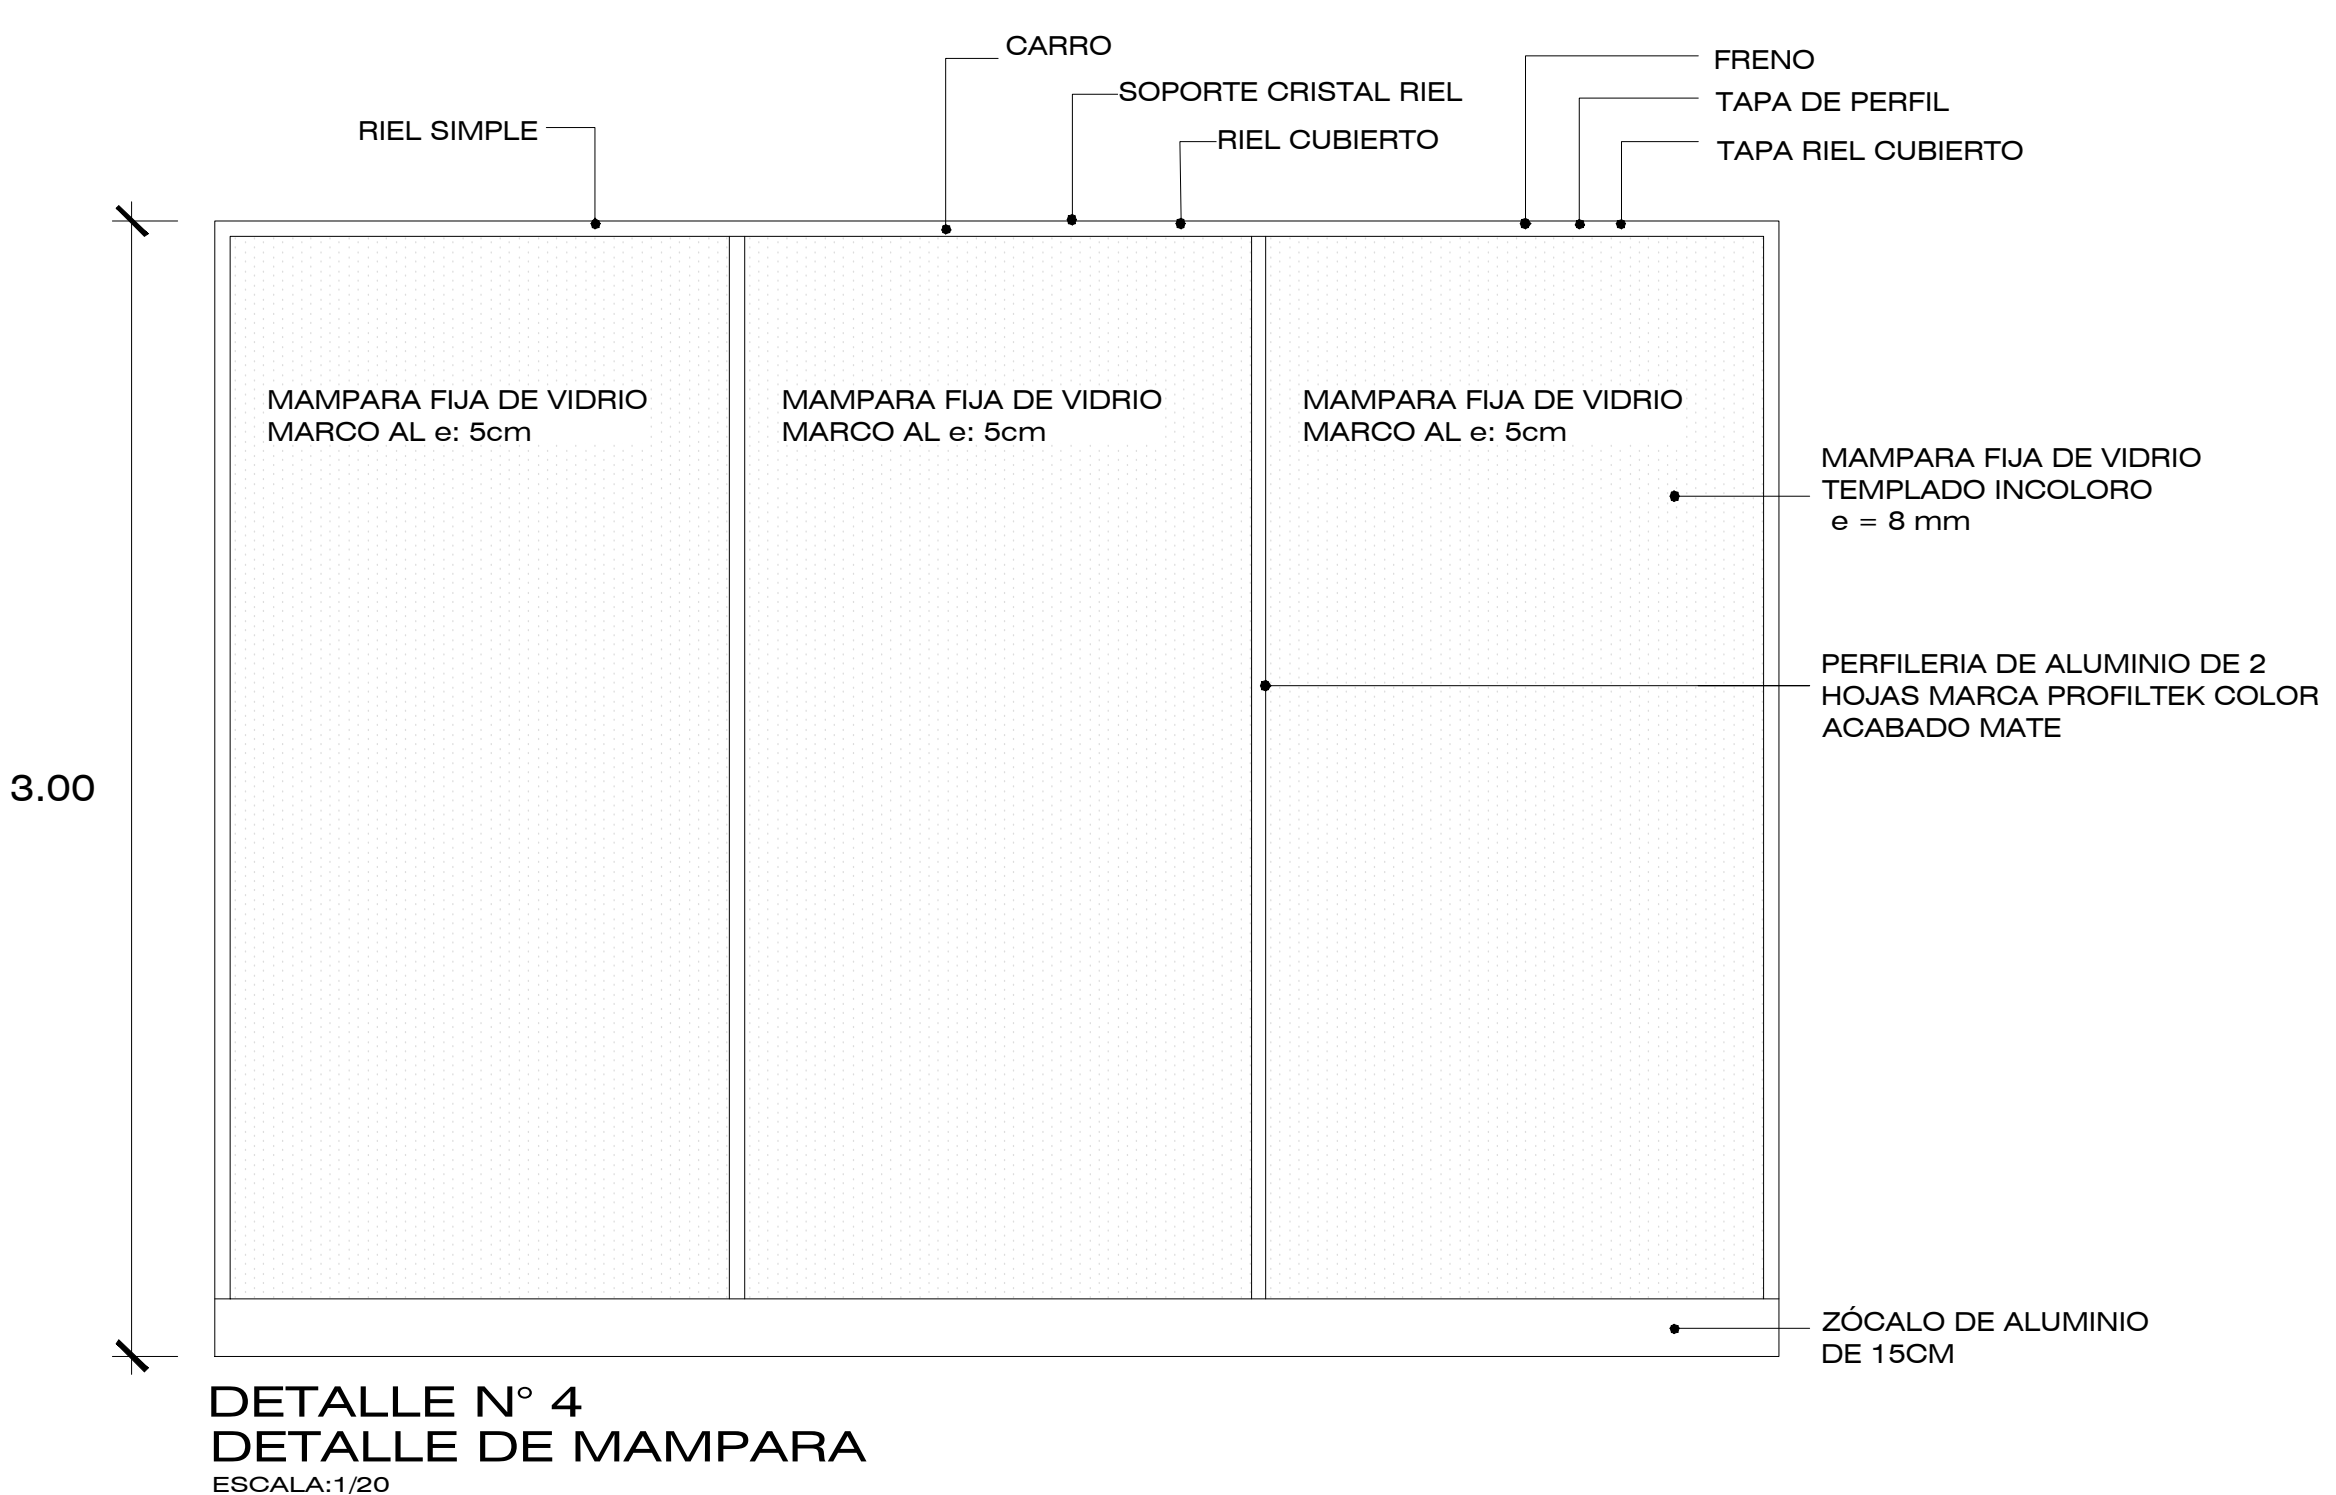 CARRO
FRENO
SOPORTE CRISTAL RIEL
TAPA DE PERFIL
RIEL SIMPLE
RIEL CUBIERTO
TAPA RIEL CUBIERTO
MAMPARA FIJA DE VIDRIO
MARCO AL e: 5cm
MAMPARA FIJA DE VIDRIO
MARCO AL e: 5cm
MAMPARA FIJA DE VIDRIO
MARCO AL e: 5cm
MAMPARA FIJA DE VIDRIO
TEMPLADO INCOLORO
e = 8 mm
PERFILERIA DE ALUMINIO DE 2
HOJAS MARCA PROFILTEK COLOR
ACABADO MATE
3.00
ZÓCALO DE ALUMINIO
DE 15CM
DETALLE N° 4
DETALLE DE MAMPARA
ESCALA:1/20